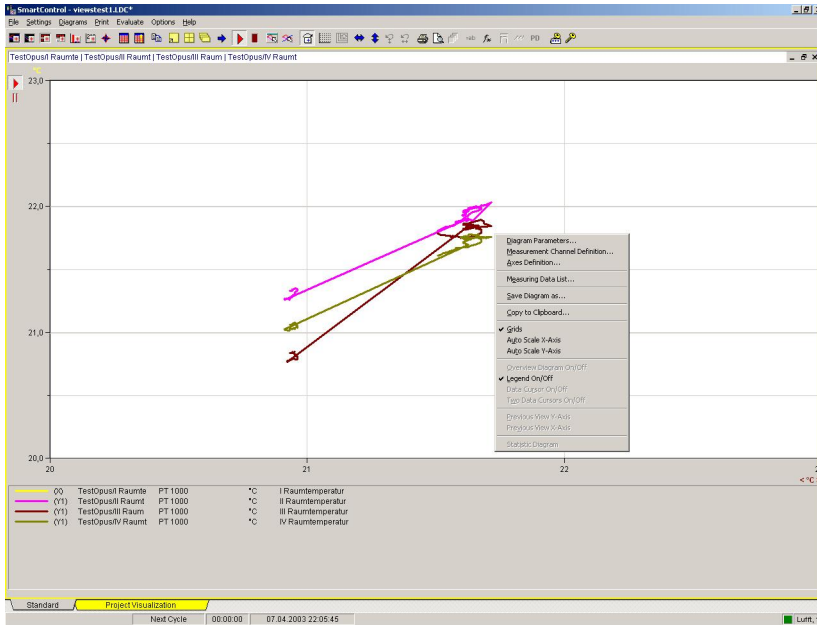 SmartControl - viewstest1.LDC*
File Settings Diagrams Print Evaluate Options Help
PD
TestOpus/I Raumte | TestOpus/II Raumt | TestOpus/III Raum | TestOpus/IV Raumt
°C
23,0
22,0
21,0
20,0
20 21 22
< °C
Diagram Parameters...
Measurement Channel Definition...
Axes Definition...
Measuring Data List...
Save Diagram as...
Copy to Clipboard...
Grids
Auto Scale X-Axis
Auto Scale Y-Axis
Overview Diagram On/Off
Legend On/Off
Data Cursor On/Off
Two Data Cursors On/Off
Previous View Y-Axis
Previous View X-Axis
Statistic Diagram
(X) TestOpus/I Raumte PT 1000 °C I Raumtemperatur
(Y1) TestOpus/II Raumt PT 1000 °C II Raumtemperatur
(Y1) TestOpus/III Raum PT 1000 °C III Raumtemperatur
(Y1) TestOpus/IV Raumt PT 1000 °C IV Raumtemperatur
Standard Project Visualization
Next Cycle 00:00:00 07.04.2003 22:05:45 Lufft,